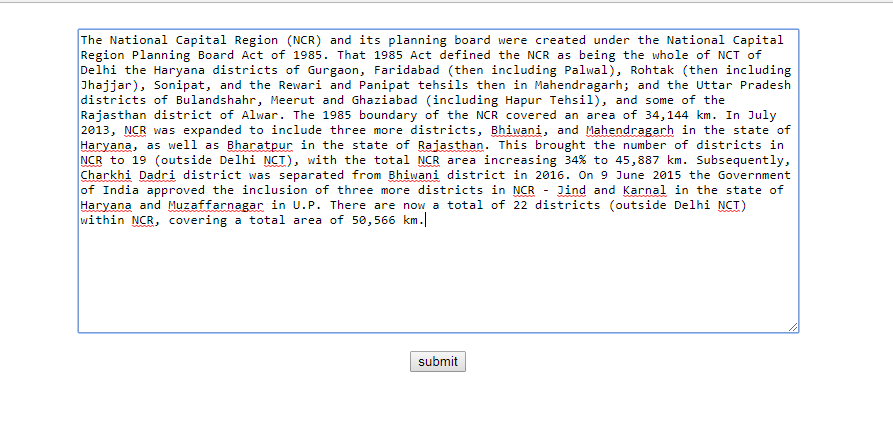 The National Capital Region (NCR) and its planning board were created under the National Capital
Region Planning Board Act of 1985. That 1985 Act defined the NCR as being the whole of NCT of
Delhi the Haryana districts of Gurgaon, Faridabad (then including Palwal), Rohtak (then including
Jhajjar), Sonipat, and the Rewari and Panipat tehsils then in Mahendragarh; and the Uttar Pradesh
districts of Bulandshahr, Meerut and Ghaziabad (including Hapur Tehsil), and some of the
Rajasthan district of Alwar. The 1985 boundary of the NCR covered an area of 34,144 km. In July
2013, NCR was expanded to include three more districts, Bhiwani, and Mahendragarh in the state of
Haryana, as well as Bharatpur in the state of Rajasthan. This brought the number of districts in
NCR to 19 (outside Delhi NCT), with the total NCR area increasing 34% to 45,887 km. Subsequently,
Charkhi Dadri district was separated from Bhiwani district in 2016. On 9 June 2015 the Government
of India approved the inclusion of three more districts in NCR - Jind and Karnal in the state of
Haryana and Muzaffarnagar in U.P. There are now a total of 22 districts (outside Delhi NCT)
within NCR, covering a total area of 50,566 km.
submit